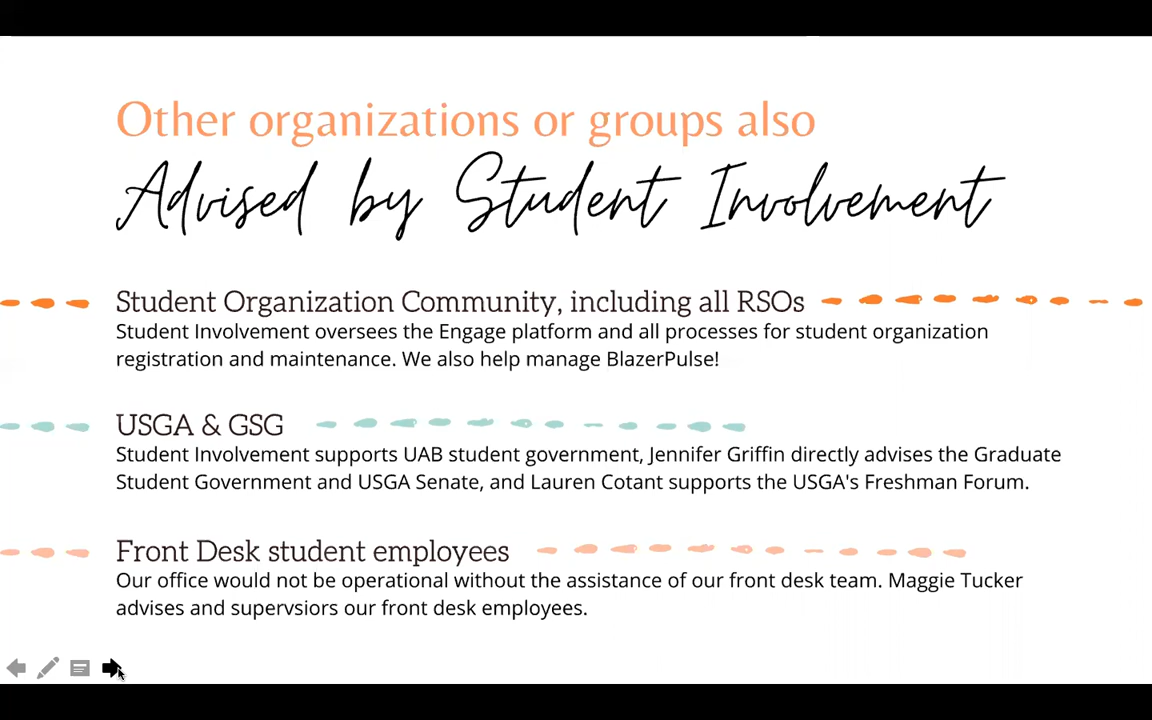 Other organizations or groups also
Advised by Student Involvement
Student Organization Community, including all RSOs
Student Involvement oversees the Engage platform and all processes for student organization
registration and maintenance. We also help manage BlazerPulse!
USGA & GSG
Student Involvement supports UAB student government, Jennifer Griffin directly advises the Graduate
Student Government and USGA Senate, and Lauren Cotant supports the USGA's Freshman Forum.
Front Desk student employees
Our office would not be operational without the assistance of our front desk team. Maggie Tucker
advises and supervsiors our front desk employees.